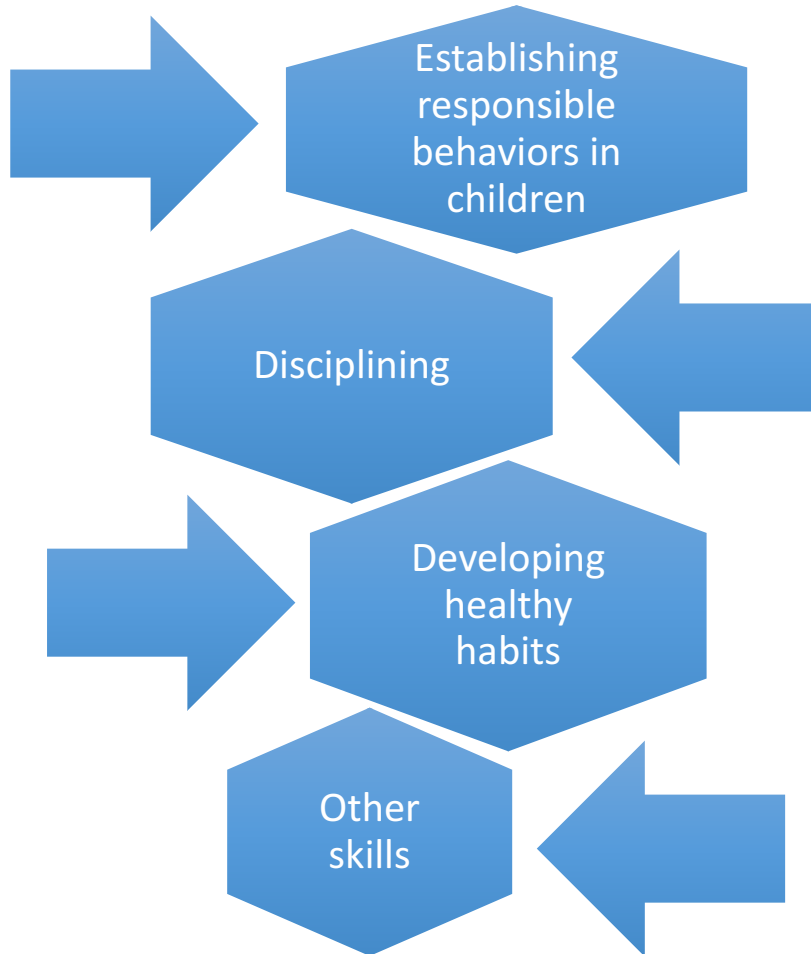 Establishing
responsible
behaviors in
children
Disciplining
Developing
healthy
habits
Other
skills